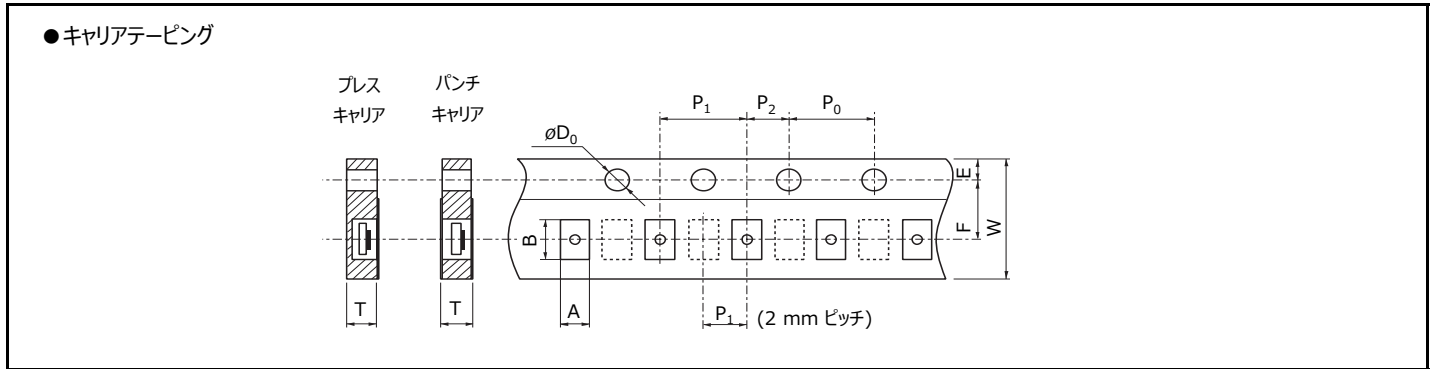 ●キャリアテーピング
プレス
キャリア
パンチ
キャリア
P₁
P₂
P₀
øD₀
E
F
W
B
A
T
T
P₁ (2 mm ピッチ)